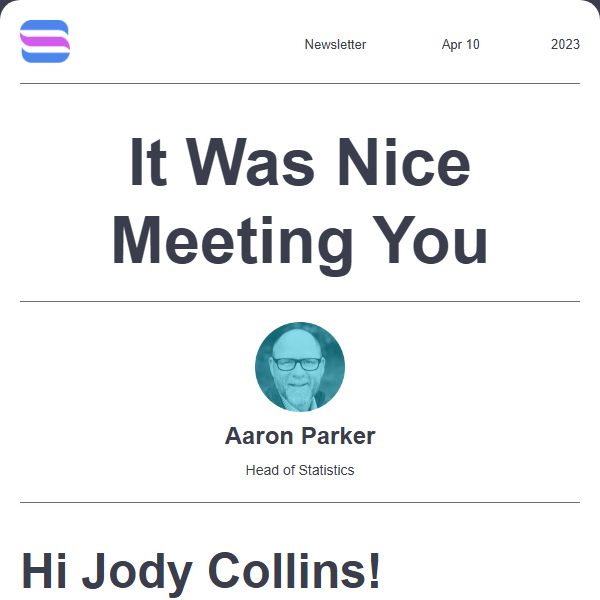 Newsletter Apr 10 2023
It Was Nice
Meeting You
Aaron Parker
Head of Statistics
Hi Jody Collins!